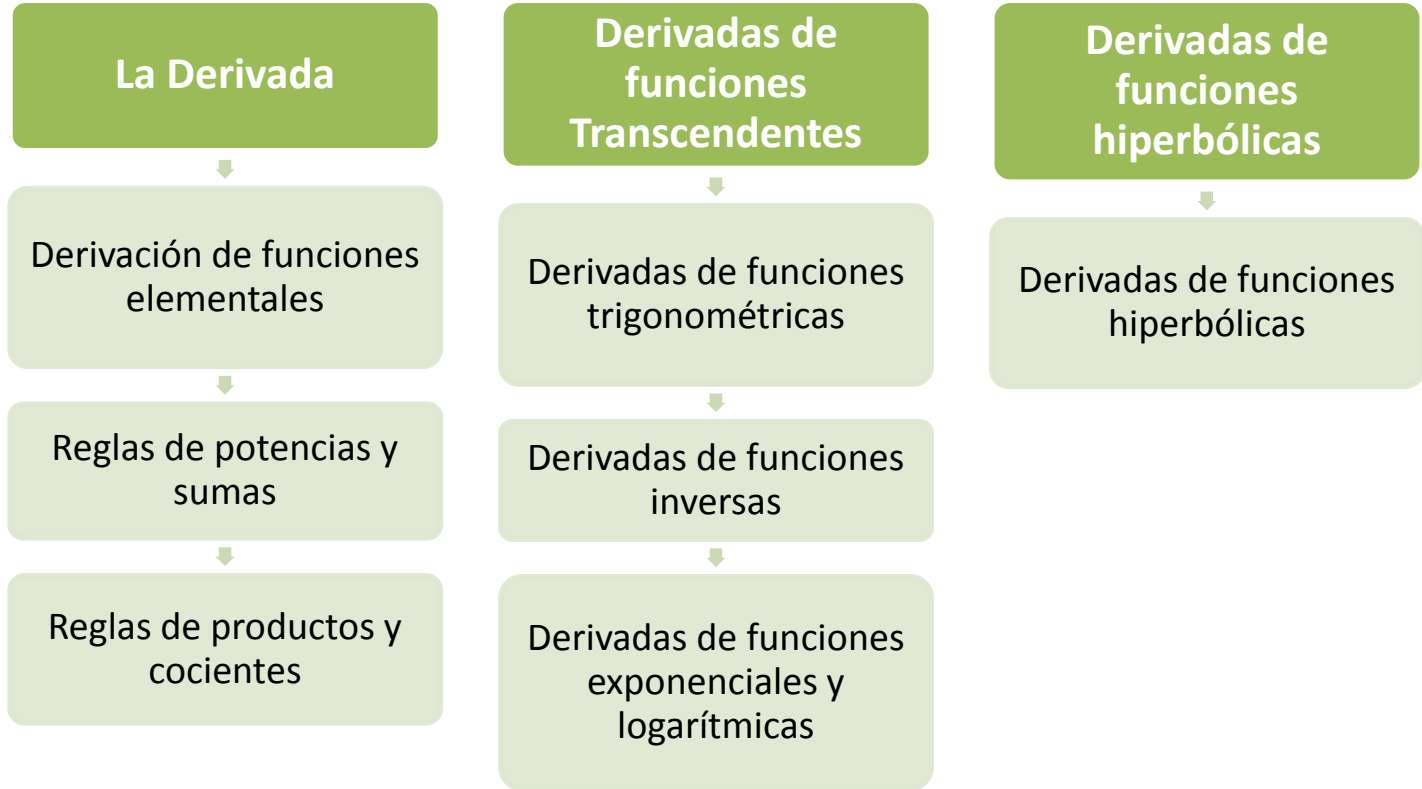 La Derivada
Derivación de funciones
elementales
Reglas de potencias y
sumas
Reglas de productos y
cocientes
Derivadas de
funciones
Transcendentes
Derivadas de funciones
trigonométricas
Derivadas de funciones
inversas
Derivadas de funciones
exponenciales y
logarítmicas
Derivadas de
funciones
hiperbólicas
Derivadas de funciones
hiperbólicas